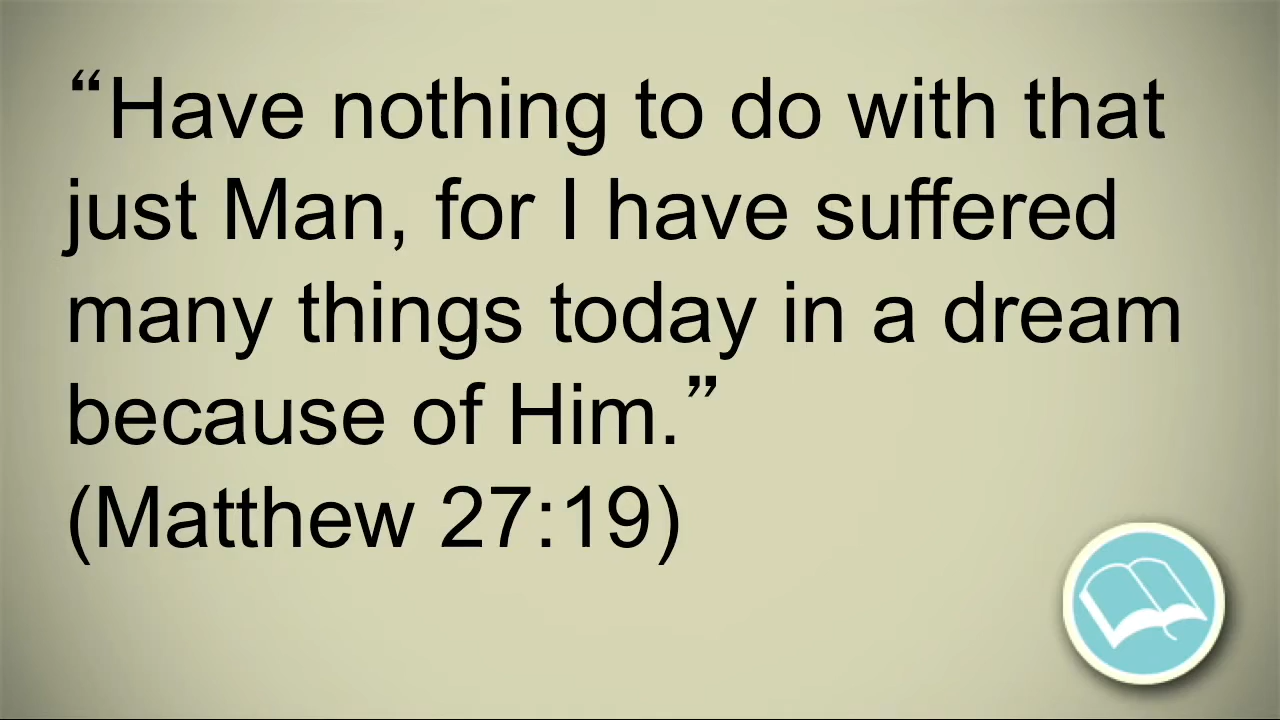 “Have nothing to do with that
just Man, for I have suffered
many things today in a dream
because of Him.”
(Matthew 27:19)